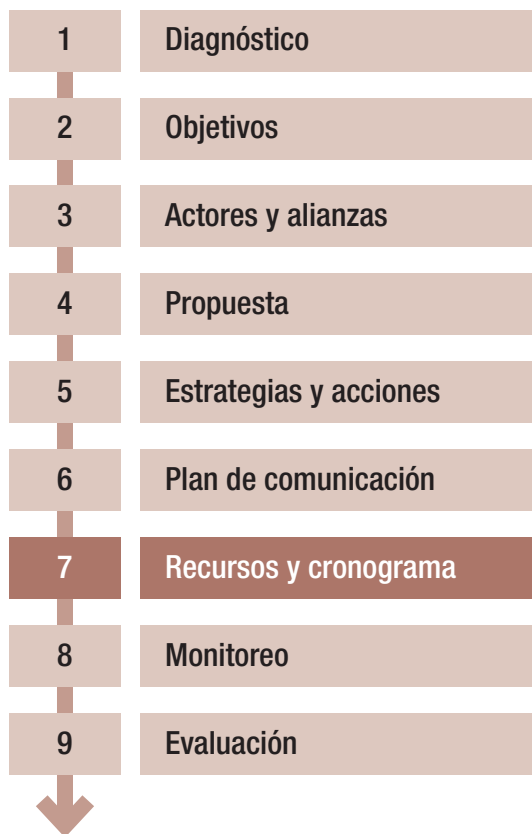 1 Diagnóstico
2 Objetivos
3 Actores y alianzas
4 Propuesta
5 Estrategias y acciones
6 Plan de comunicación
7 Recursos y cronograma
8 Monitoreo
9 Evaluación